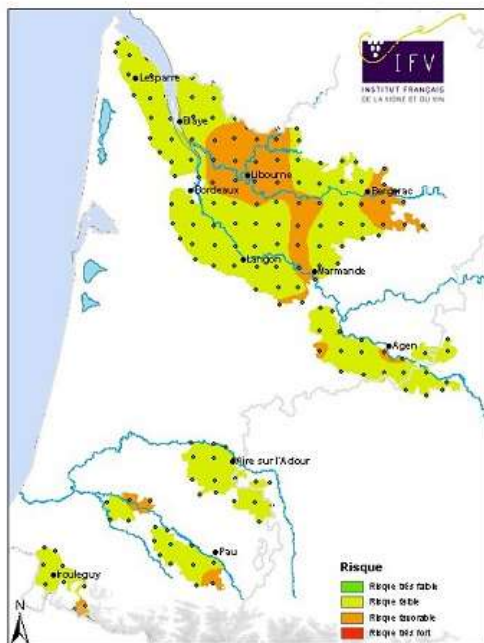 IFV
INSTITUT FRANÇAIS
DE LA VIGNE ET DU VIN
Lesparre
Blaye
Libourne
Bordeaux
Bergerac
Langon
Marmande
Agen
Aire sur l'Adour
Pau
Irouleguy
N
Risque
Risque très faible
Risque faible
Risque favorable
Risque très fort